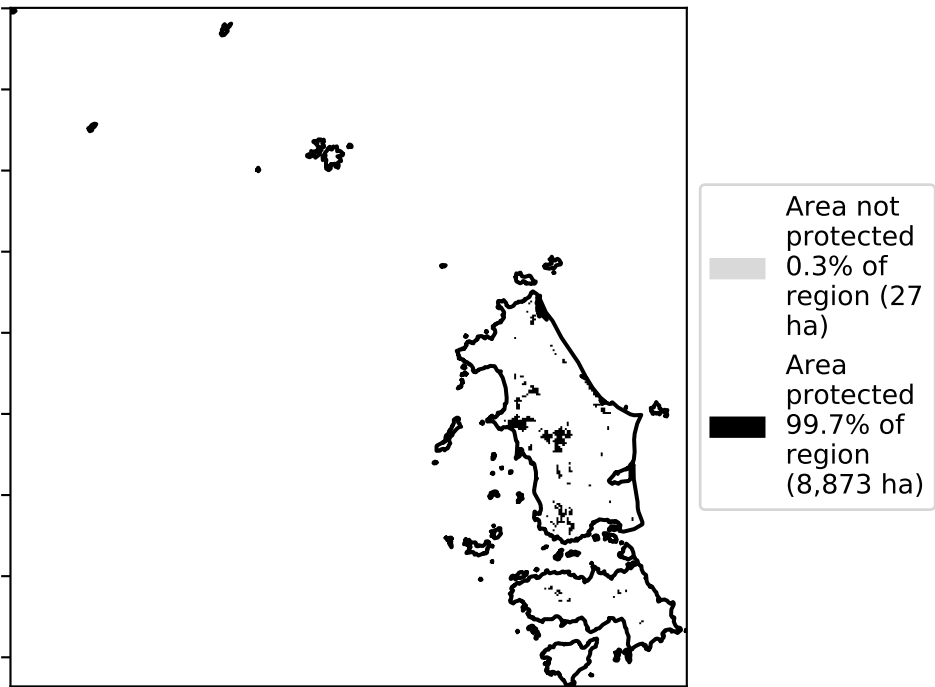 Area not
protected
0.3% of
region (27
ha)
Area
protected
99.7% of
region
(8,873 ha)